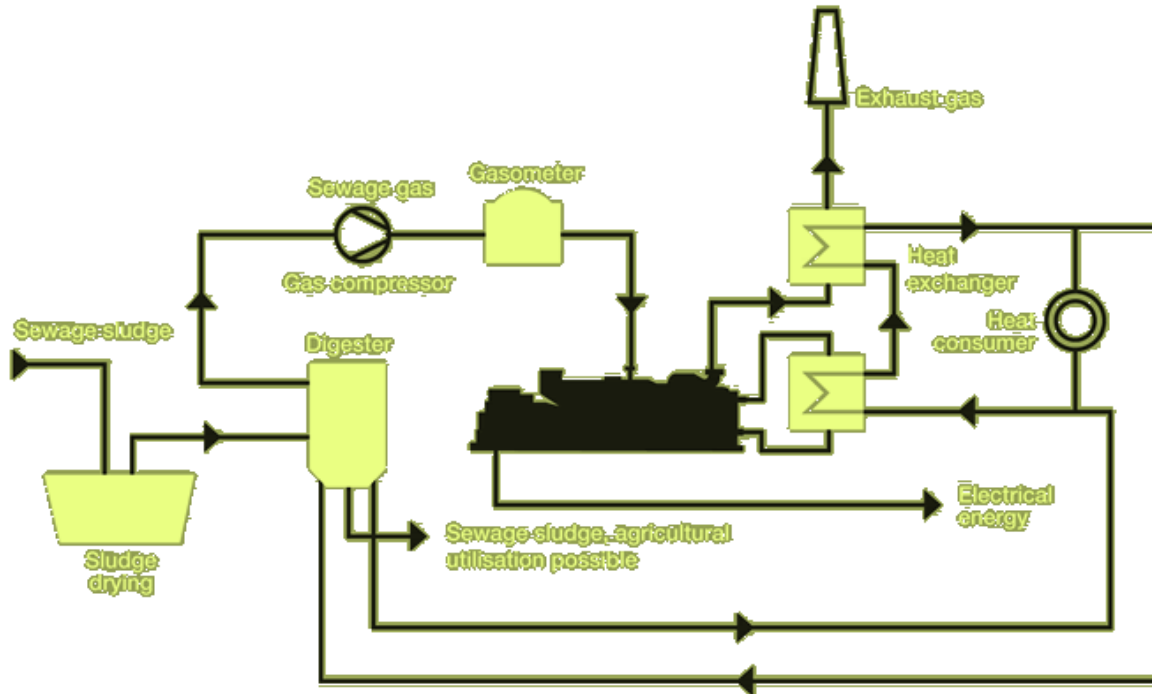 Exhaust gas
Gasometer
Sewage gas
Heat
exchanger
Gas compressor
Heat
consumer
Sewage sludge
Digester
Electrical
energy
Sewage sludge, agricultural
utilisation possible
Sludge
drying